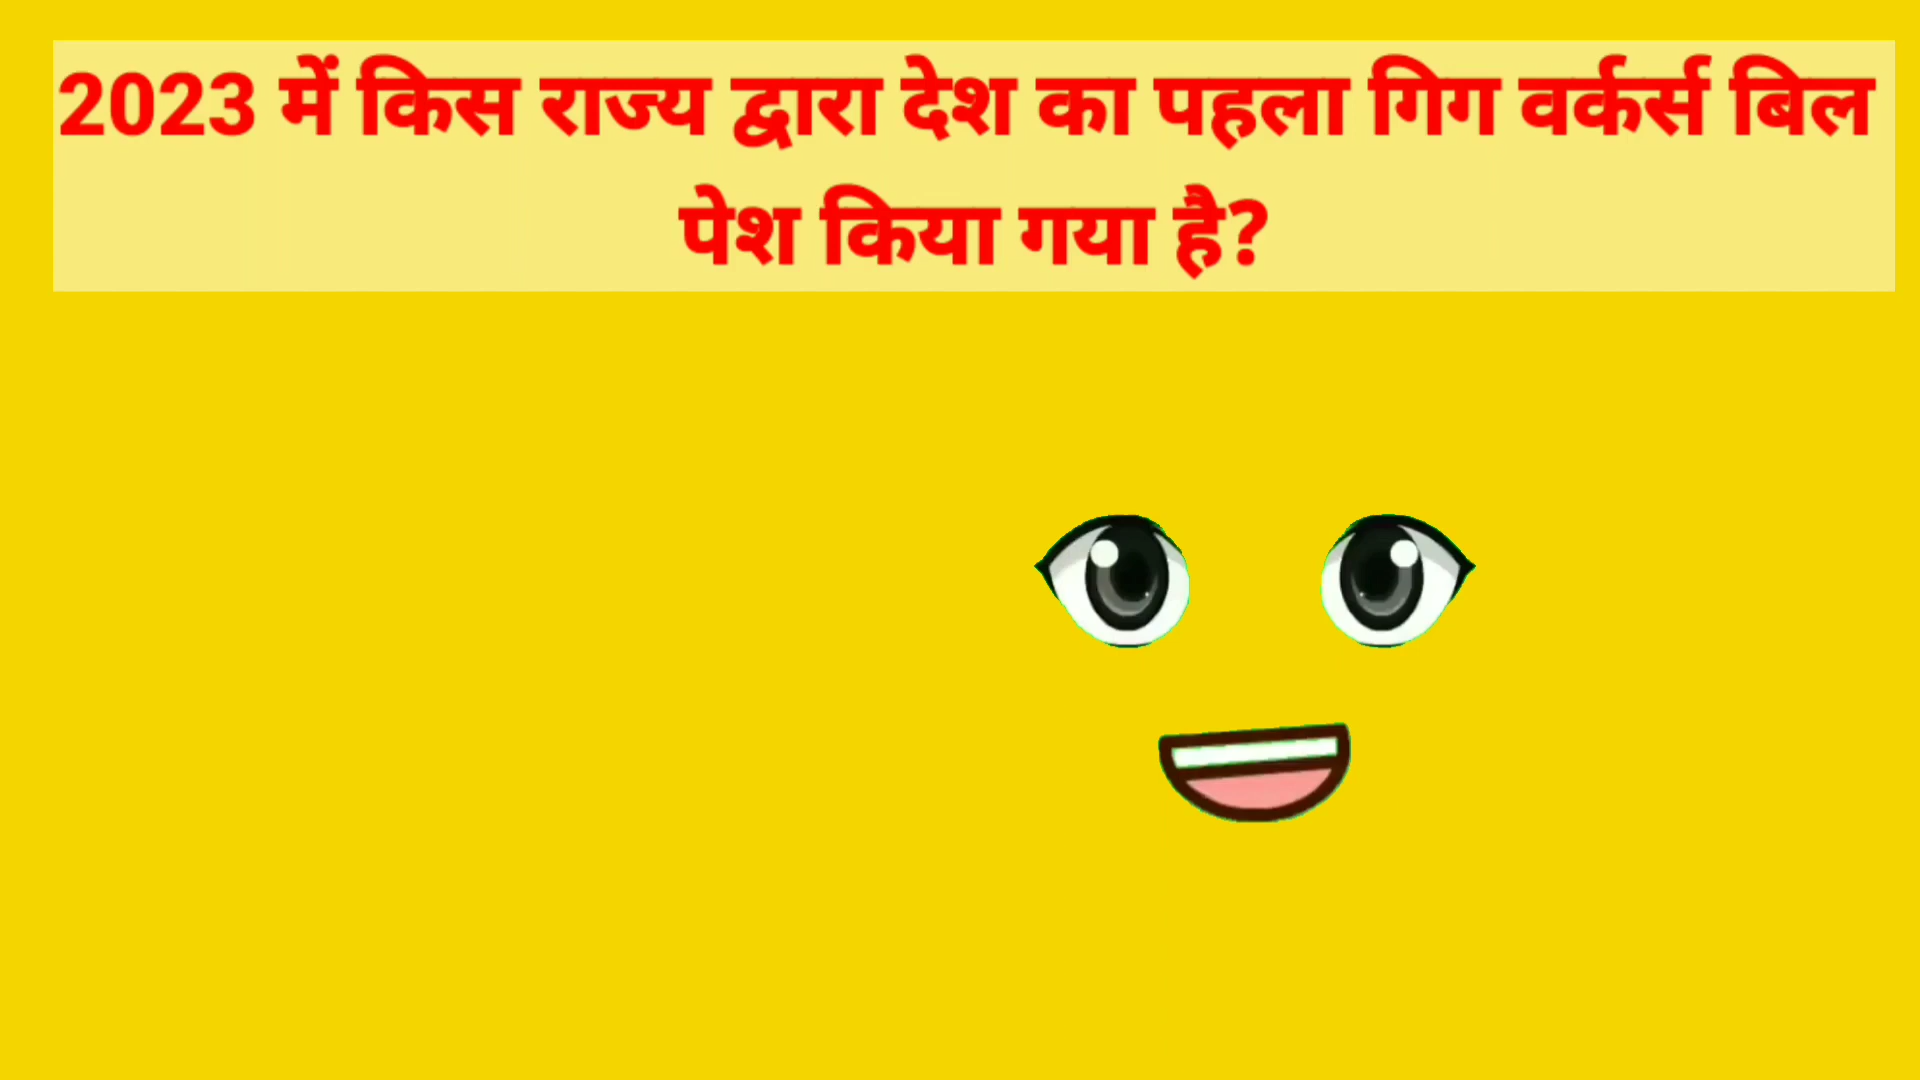 2023 में किस राज्य द्वारा देश का पहला गिग वर्कर्स बिल
पेश किया गया है?